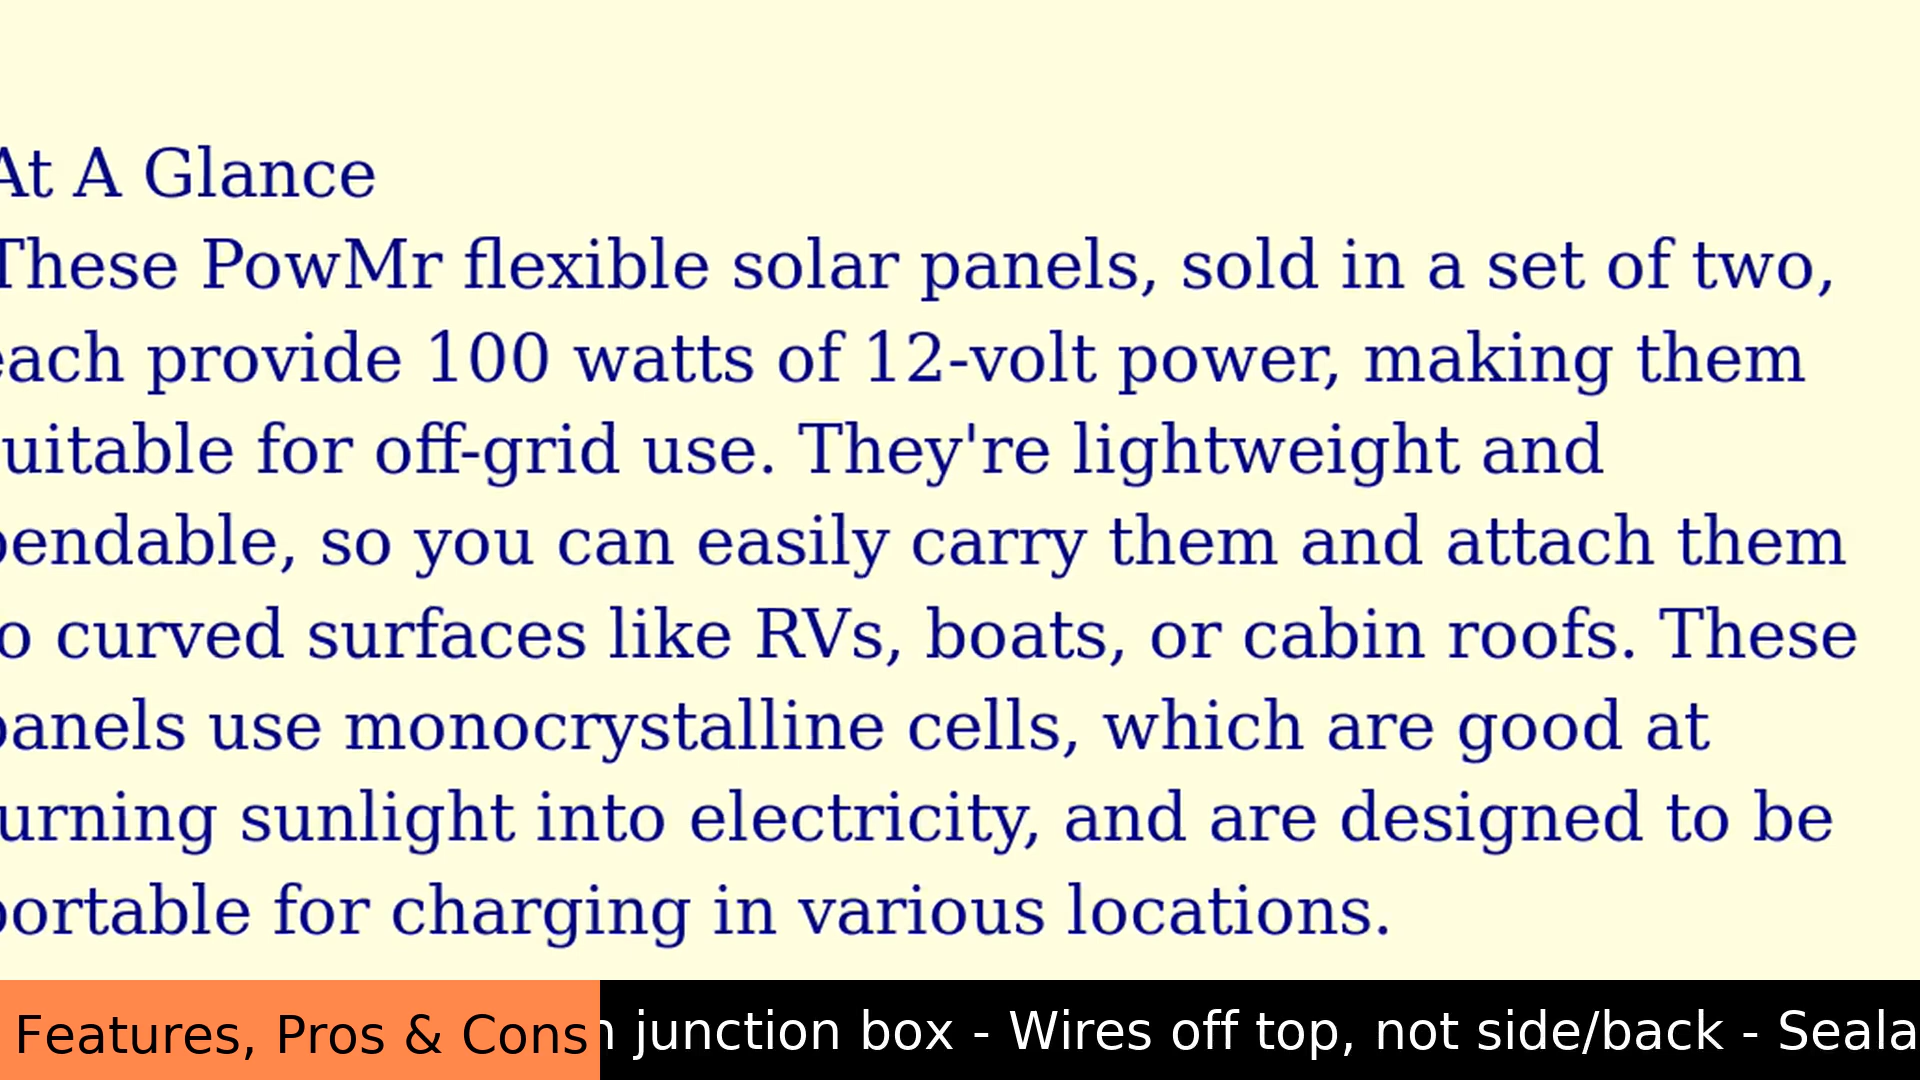 At A Glance
These PowMr flexible solar panels, sold in a set of two,
each provide 100 watts of 12-volt power, making them
suitable for off-grid use. They're lightweight and
bendable, so you can easily carry them and attach them
to curved surfaces like RVs, boats, or cabin roofs. These
panels use monocrystalline cells, which are good at
turning sunlight into electricity, and are designed to be
portable for charging in various locations.
Features, Pros & Cons
junction box - Wires off top, not side/back -